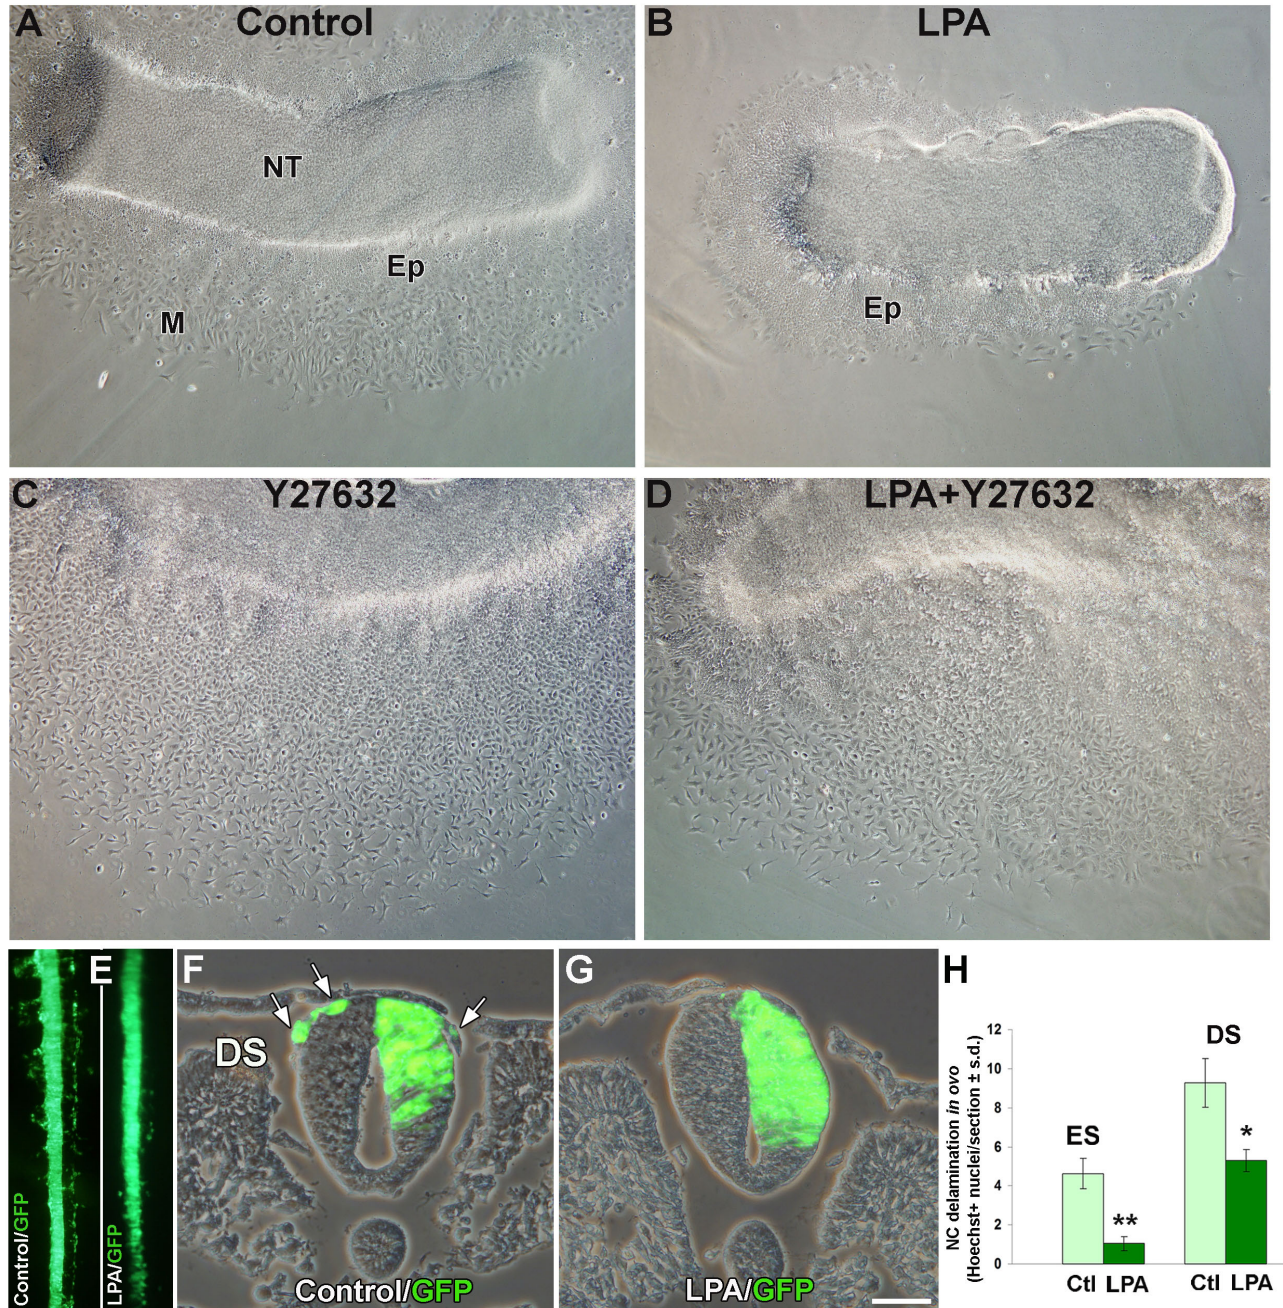 A
Control
NT
Ep
M
B
LPA
Ep
C
Y27632
D
LPA+Y27632
E
Control/GFP
LPA/GFP
F
DS
Control/GFP
G
LPA/GFP
H
NC delamination in ovo
(Hoechst+ nuclei/section ± s.d.)
12
10
8
6
4
2
0
ES
**
DS
*
Ctl LPA
Ctl LPA